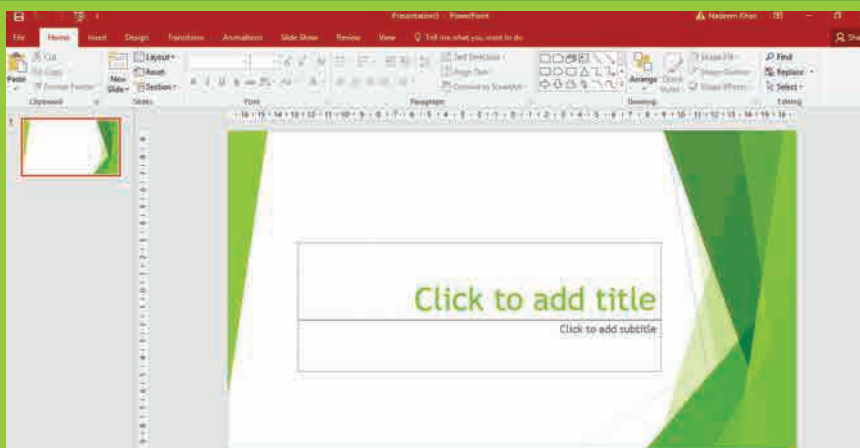 Presentation3 - PowerPoint
Nadeem Khan
File Home Insert Design Transitions Animations Slide Show Review View Tell me what you want to do
Cut
Copy
Format Painter
Paste
Clipboard
New
Slide
Layout
Reset
Section
Slides
Font
Text Direction
Align Text
Convert to SmartArt
Paragraph
Arrange
Quick
Styles
Shape Fill
Shape Outline
Shape Effects
Drawing
Find
Replace
Select
Editing
1
Click to add title
Click to add subtitle